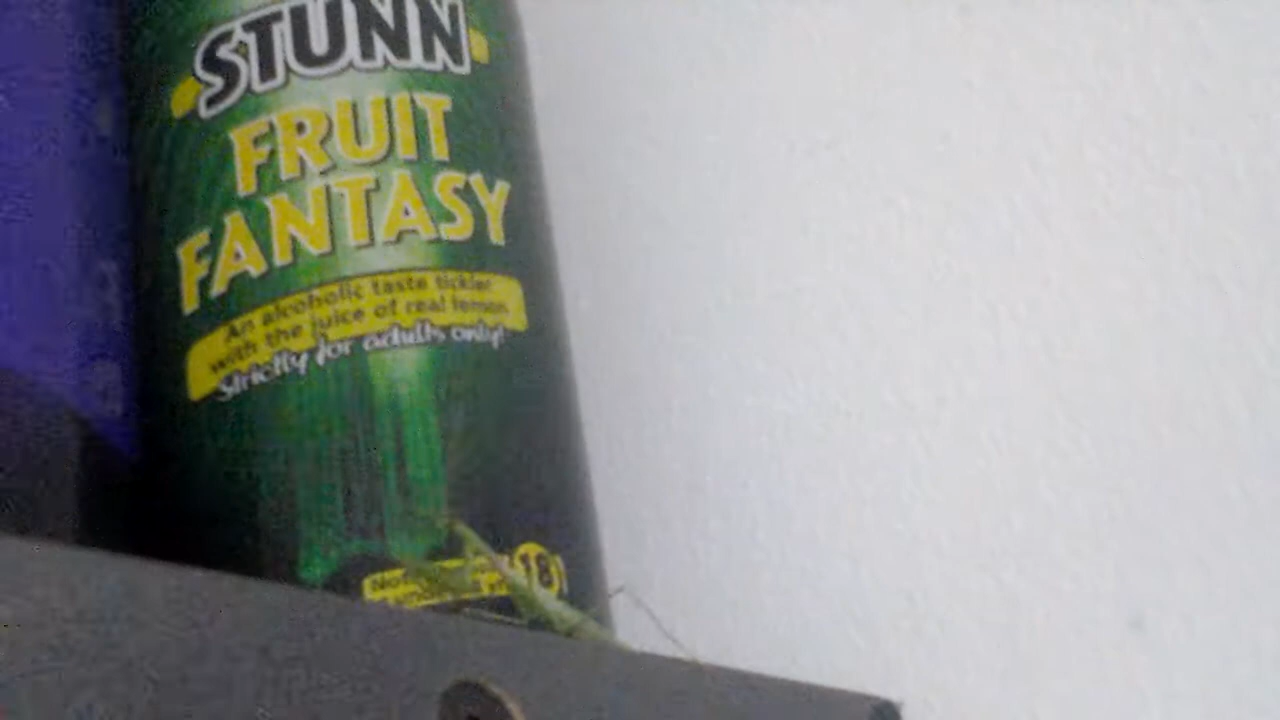 STUNN
FRUIT
FANTASY
An alcoholic taste tickler
with the juice of real lemon
Strictly for adults only!
18